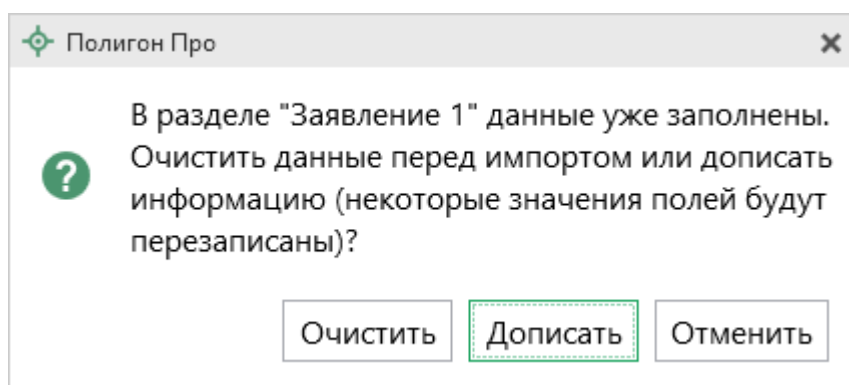 Полигон Про
В разделе "Заявление 1" данные уже заполнены.
Очистить данные перед импортом или дописать
информацию (некоторые значения полей будут
перезаписаны)?
Очистить Дописать Отменить